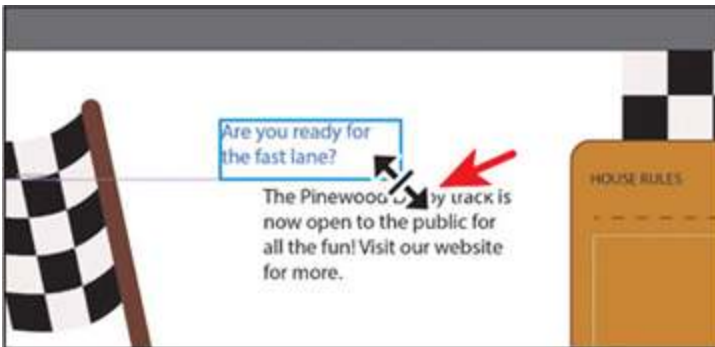 Are you ready for
the fast lane?
The Pinewood by track is
now open to the public for
all the fun! Visit our website
for more.
HOUSE RULES